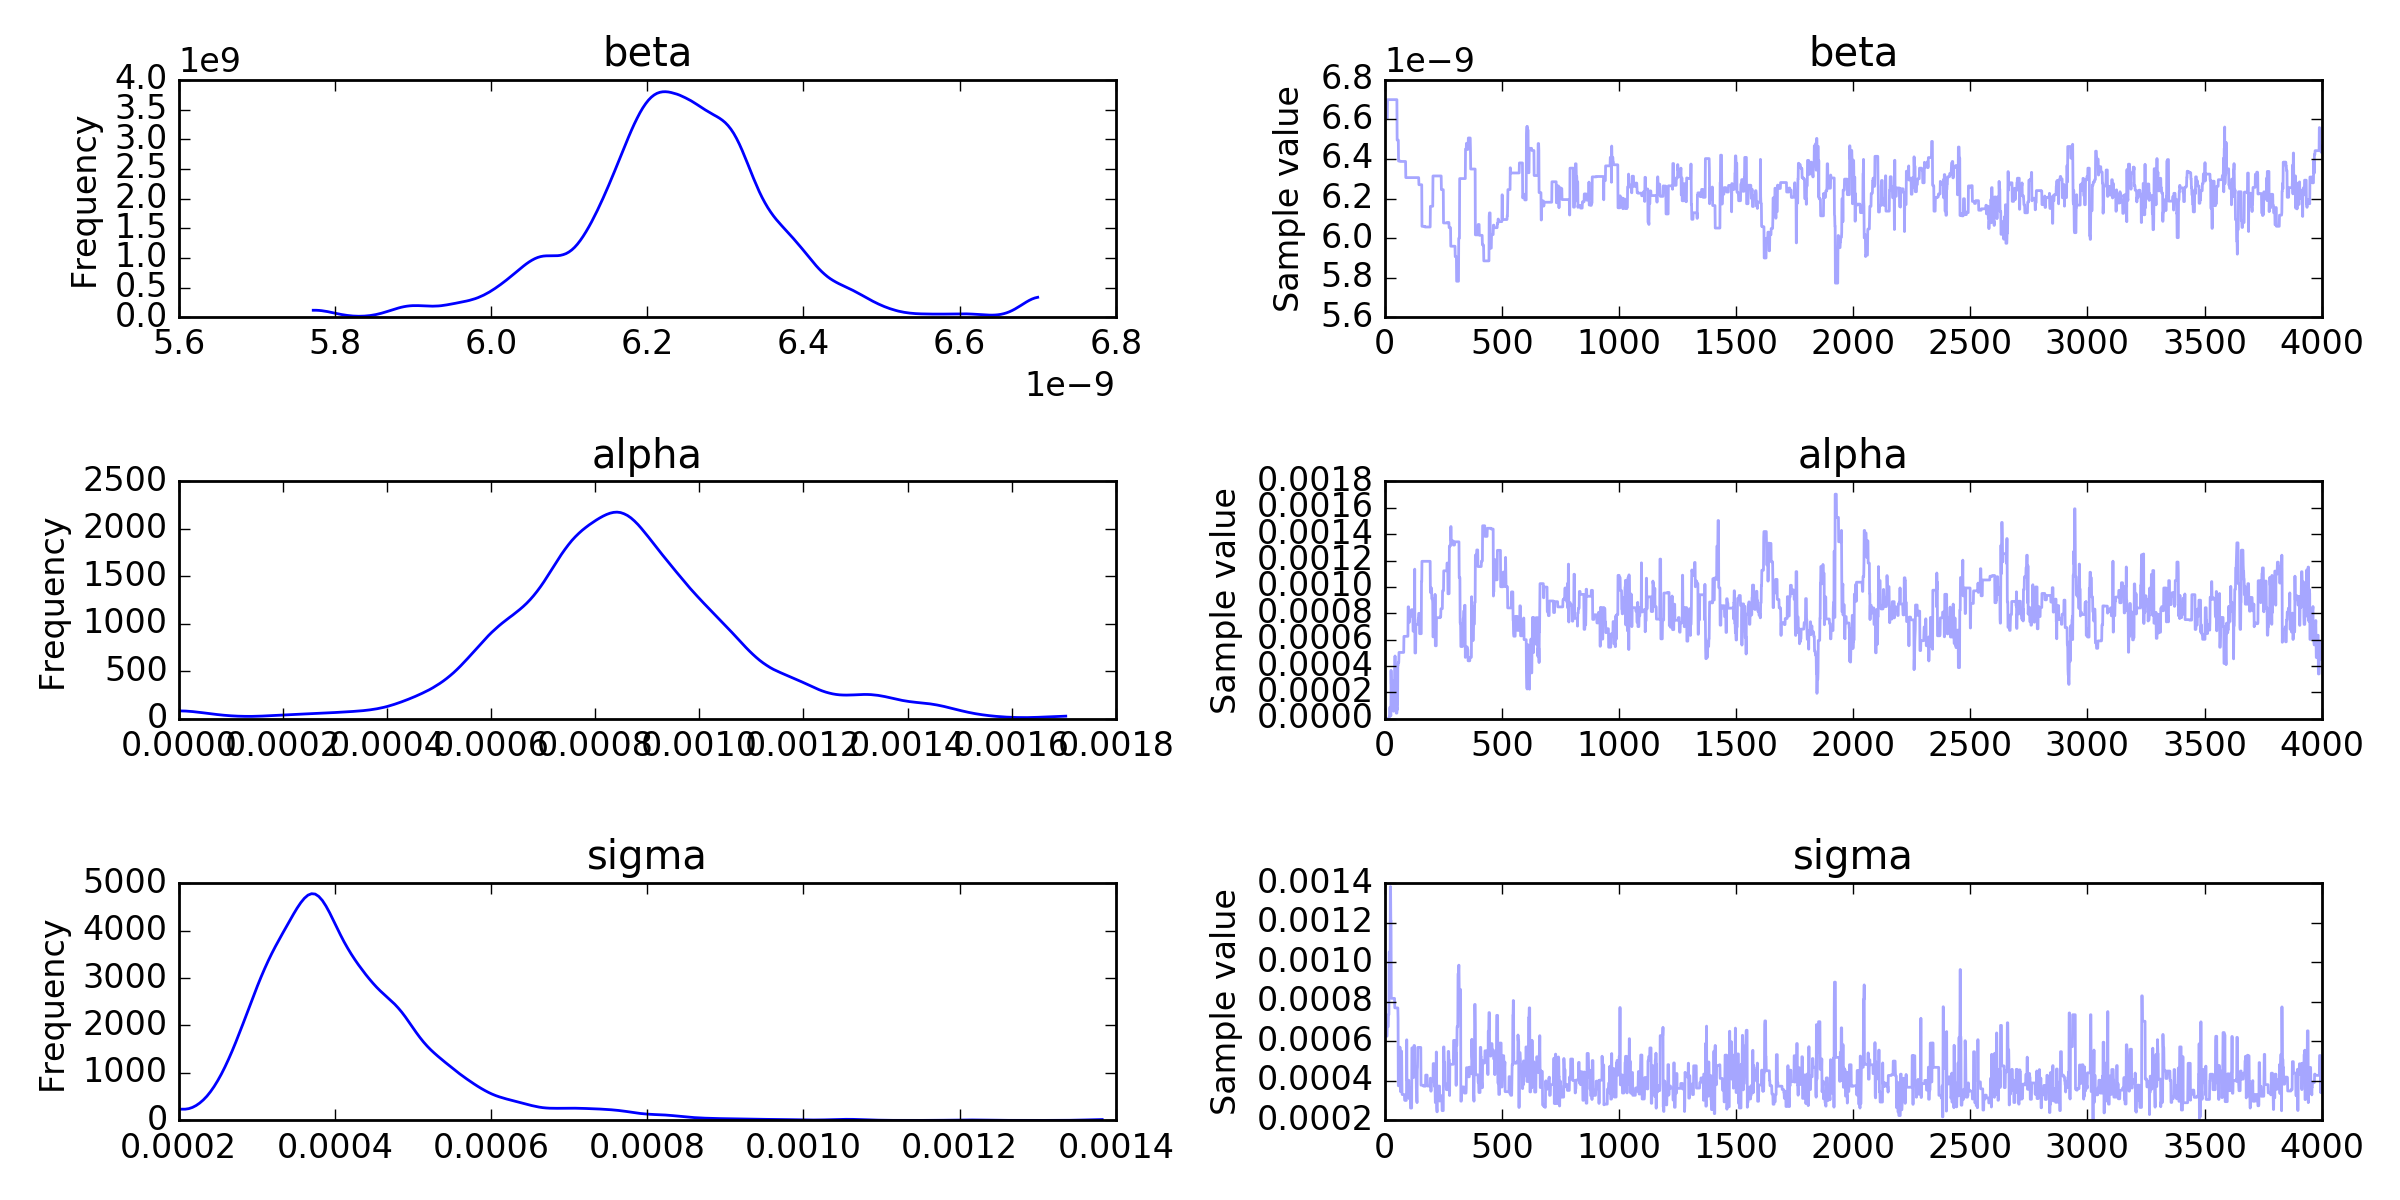 beta
1e9
4.0
3.5
3.0
2.5
2.0
1.5
1.0
0.5
0.0
Frequency
5.6 5.8 6.0 6.2 6.4 6.6 6.8
1e−9
beta
1e−9
6.8
6.6
6.4
6.2
6.0
5.8
5.6
Sample value
0 500 1000 1500 2000 2500 3000 3500 4000
alpha
2500
2000
1500
1000
500
0
Frequency
0.0000 0.0002 0.0004 0.0006 0.0008 0.0010 0.0012 0.0014 0.0016 0.0018
alpha
0.0018
0.0016
0.0014
0.0012
0.0010
0.0008
0.0006
0.0004
0.0002
0.0000
Sample value
0 500 1000 1500 2000 2500 3000 3500 4000
sigma
5000
4000
3000
2000
1000
0
Frequency
0.0002 0.0004 0.0006 0.0008 0.0010 0.0012 0.0014
sigma
0.0014
0.0012
0.0010
0.0008
0.0006
0.0004
0.0002
Sample value
0 500 1000 1500 2000 2500 3000 3500 4000